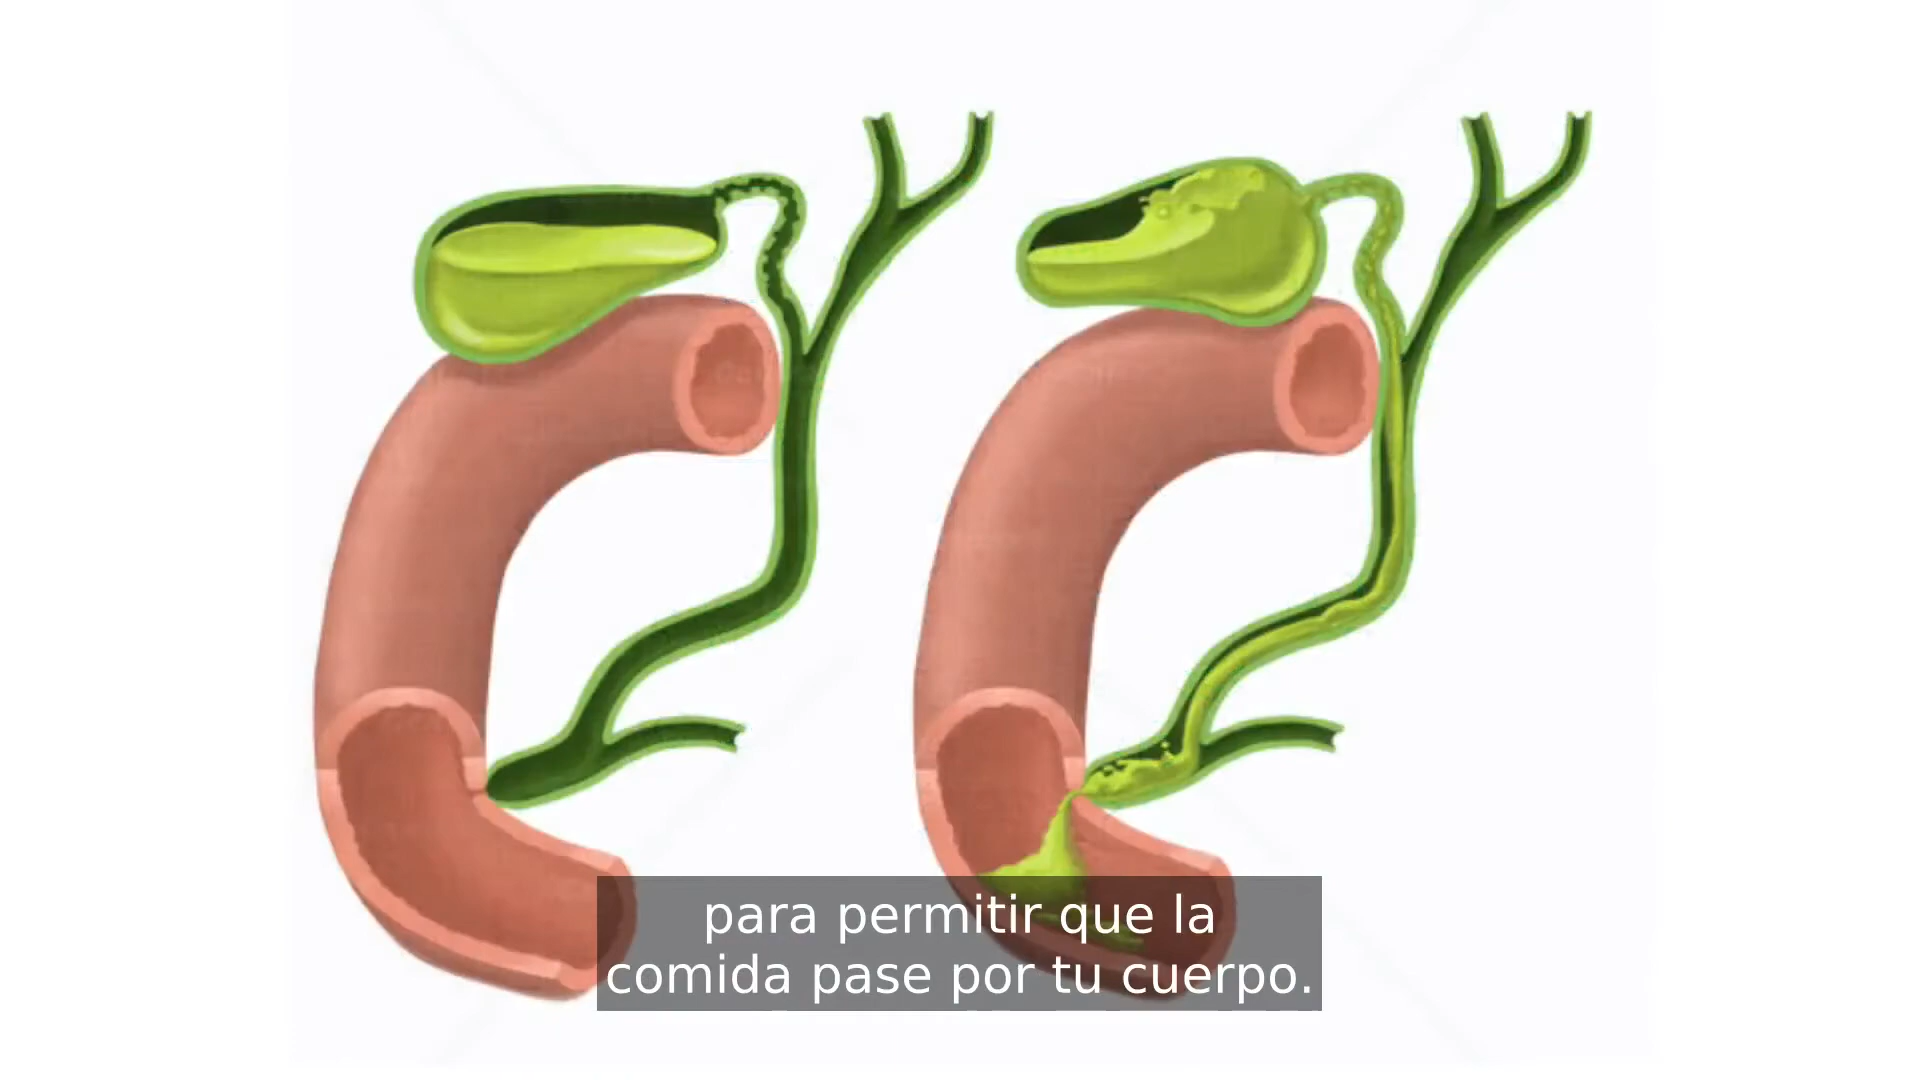 para permitir que la
comida pase por tu cuerpo.